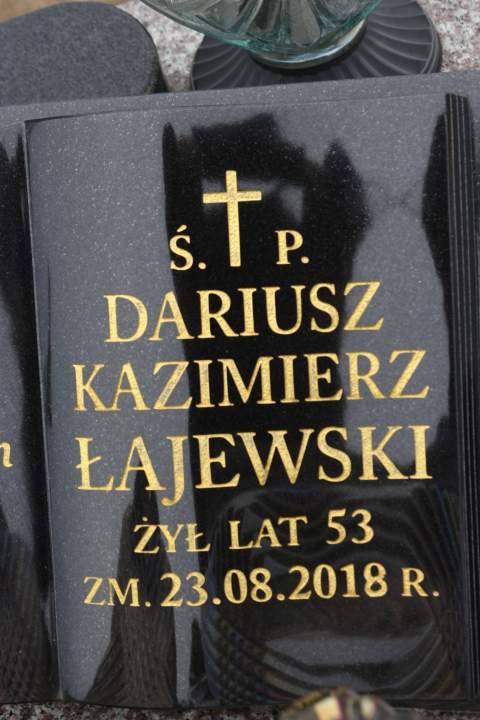 Ś. P.
DARIUSZ
KAZIMIERZ
ŁAJEWSKI
ŻYŁ LAT 53
ZM. 23.08.2018 R.